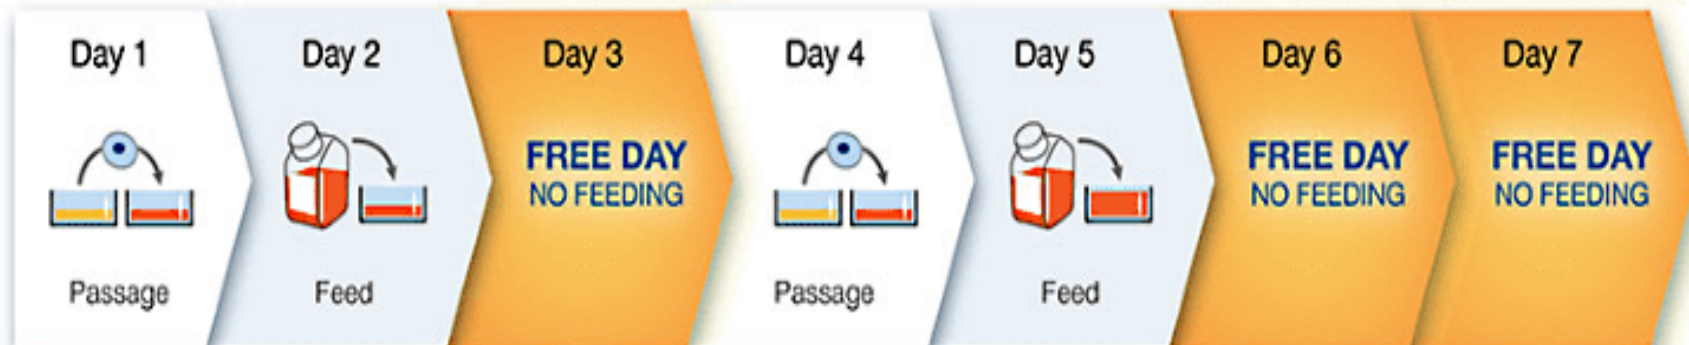 Day 1
Passage
Day 2
Feed
Day 3
FREE DAY
NO FEEDING
Day 4
Passage
Day 5
Feed
Day 6
FREE DAY
NO FEEDING
Day 7
FREE DAY
NO FEEDING